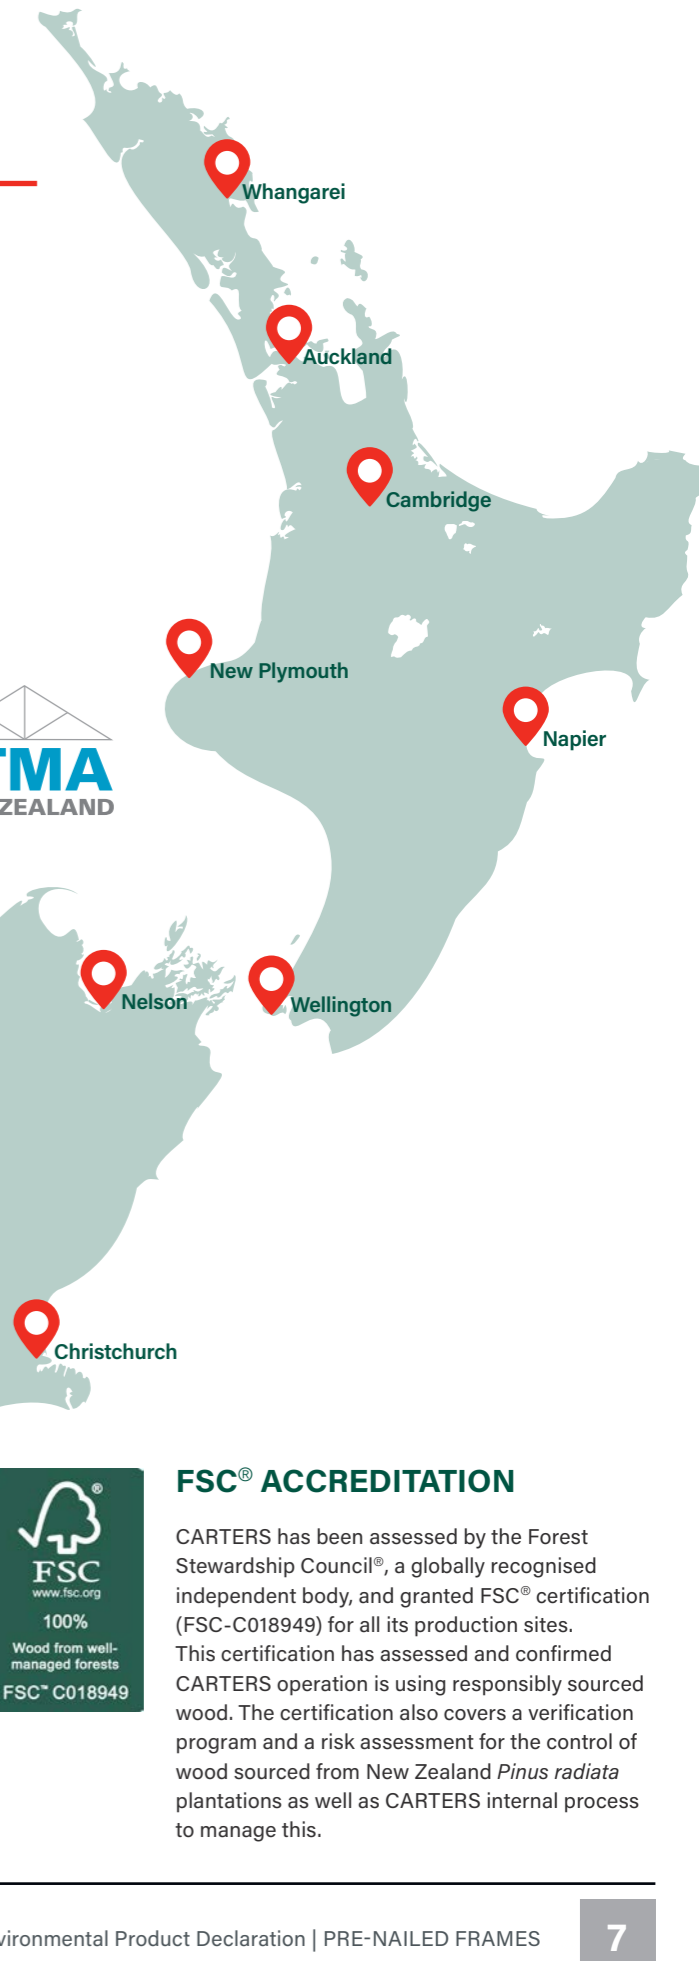 Whangarei
Auckland
Cambridge
New Plymouth
Napier
TMA
ZEALAND
Nelson
Wellington
Christchurch
FSC®
www.fsc.org
100%
Wood from well-
managed forests
FSC™ C018949
FSC® ACCREDITATION
CARTERS has been assessed by the Forest
Stewardship Council®, a globally recognised
independent body, and granted FSC® certification
(FSC-C018949) for all its production sites.
This certification has assessed and confirmed
CARTERS operation is using responsibly sourced
wood. The certification also covers a verification
program and a risk assessment for the control of
wood sourced from New Zealand Pinus radiata
plantations as well as CARTERS internal process
to manage this.
vironmental Product Declaration | PRE-NAILED FRAMES
7